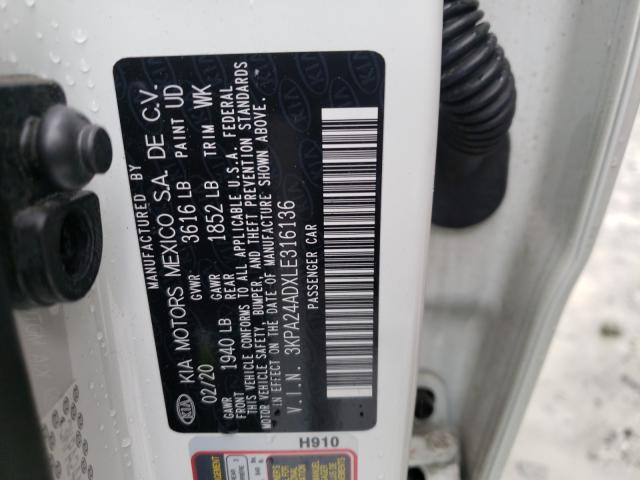 MANUFACTURED BY
KIA MOTORS MEXICO S.A. DE C.V.
02/20 GVWR 3616 LB PAINT UD
GAWR FRONT 1940 LB GAWR REAR 1852 LB TRIM WK
THIS VEHICLE CONFORMS TO ALL APPLICABLE U.S.A. FEDERAL
MOTOR VEHICLE SAFETY, BUMPER, AND THEFT PREVENTION STANDARDS
IN EFFECT ON THE DATE OF MANUFACTURE SHOWN ABOVE.
V.I.N. 3KPA24ADXLE316136
PASSENGER CAR
KIA
H910